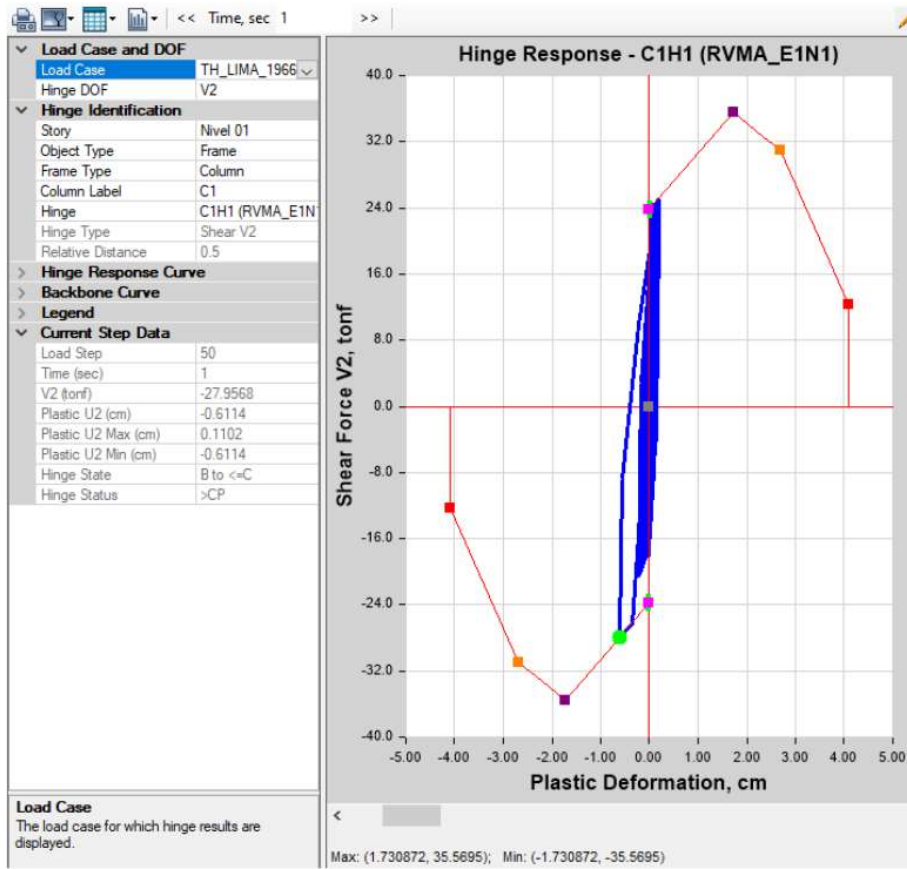 << Time, sec 1 >>
Load Case and DOF
Load Case TH_LIMA_1966
Hinge DOF V2
Hinge Identification
Story Nivel 01
Object Type Frame
Frame Type Column
Column Label C1
Hinge C1H1 (RVMA_E1N1
Hinge Type Shear V2
Relative Distance 0.5
Hinge Response Curve
Backbone Curve
Legend
Current Step Data
Load Step 50
Time (sec) 1
V2 (tonf) -27.9568
Plastic U2 (cm) -0.6114
Plastic U2 Max (cm) 0.1102
Plastic U2 Min (cm) -0.6114
Hinge State B to <=C
Hinge Status >CP
Load Case
The load case for which hinge results are
displayed.
Hinge Response - C1H1 (RVMA_E1N1)
Shear Force V2, tonf
40.0
32.0
24.0
16.0
8.0
0.0
-8.0
-16.0
-24.0
-32.0
-40.0
-5.00 -4.00 -3.00 -2.00 -1.00 0.00 1.00 2.00 3.00 4.00 5.00
Plastic Deformation, cm
Max: (1.730872, 35.5695); Min: (-1.730872, -35.5695)